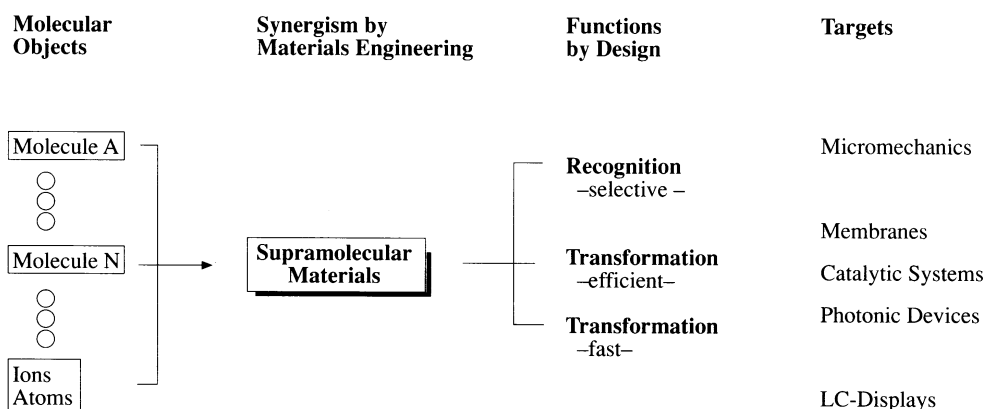 Molecular
Objects
Synergism by
Materials Engineering
Functions
by Design
Targets
Molecule A
Molecule N
Ions
Atoms
Supramolecular
Materials
Recognition
–selective –
Transformation
–efficient–
Transformation
–fast–
Micromechanics
Membranes
Catalytic Systems
Photonic Devices
LC-Displays